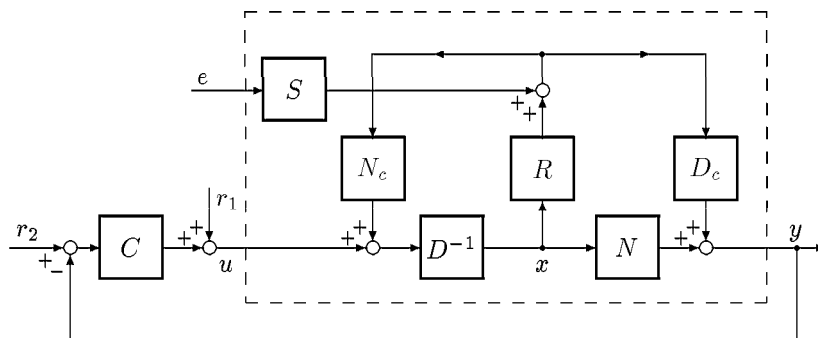 e
S
+ +
N_c
R
D_c
r_2
r_1
C
+ +
+ +
D^{-1}
N
+ +
y
+ -
u
x